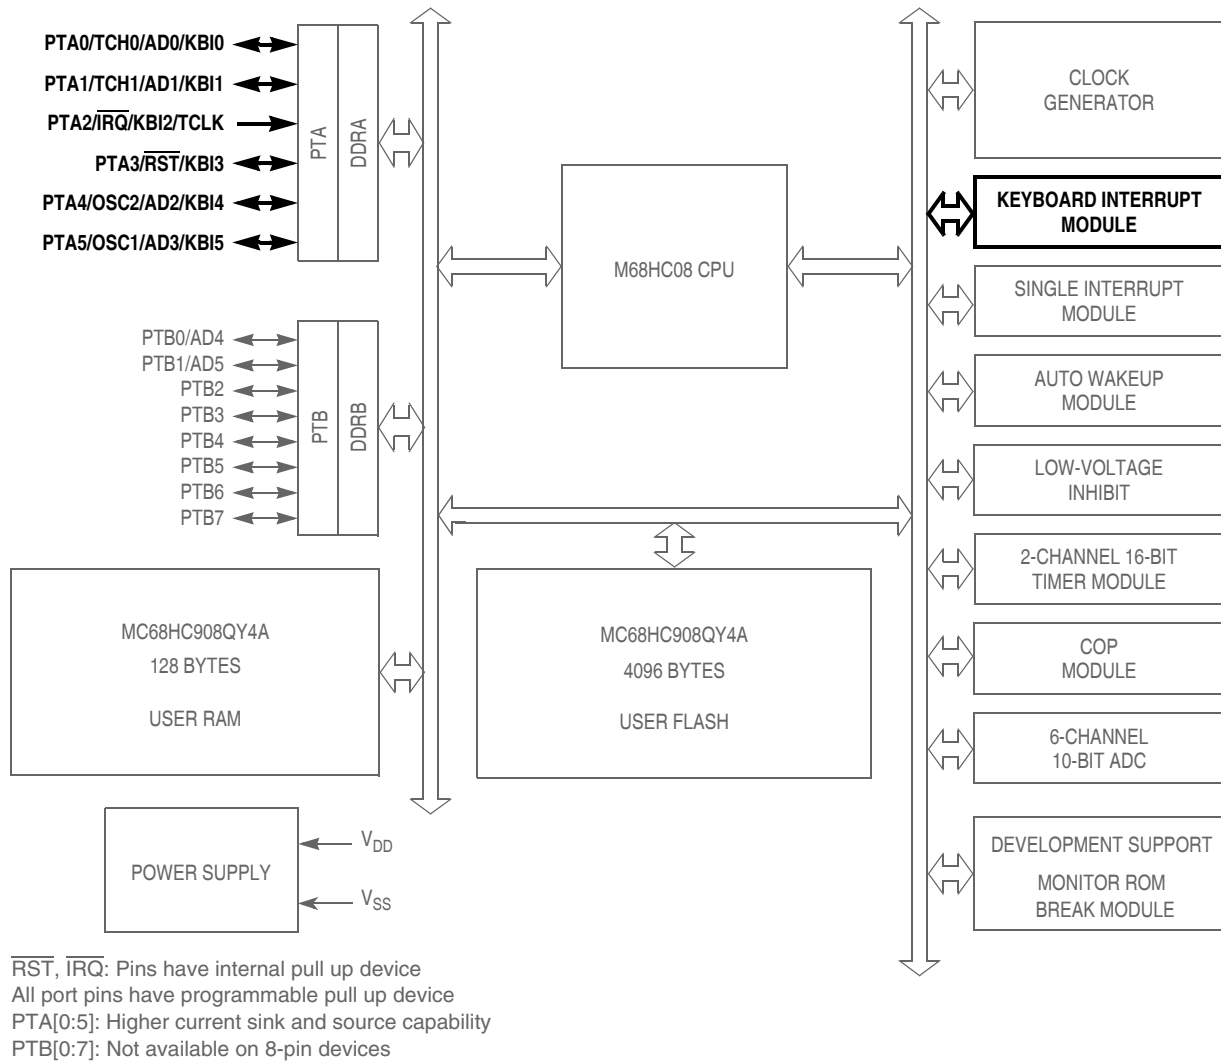 PTA0/TCH0/AD0/KBI0
PTA1/TCH1/AD1/KBI1
PTA2/IRQ/KBI2/TCLK
PTA3/RST/KBI3
PTA4/OSC2/AD2/KBI4
PTA5/OSC1/AD3/KBI5
PTA
DDRA
PTB0/AD4
PTB1/AD5
PTB2
PTB3
PTB4
PTB5
PTB6
PTB7
PTB
DDRB
M68HC08 CPU
MC68HC908QY4A
128 BYTES
USER RAM
MC68HC908QY4A
4096 BYTES
USER FLASH
POWER SUPPLY
VDD
VSS
CLOCK
GENERATOR
KEYBOARD INTERRUPT
MODULE
SINGLE INTERRUPT
MODULE
AUTO WAKEUP
MODULE
LOW-VOLTAGE
INHIBIT
2-CHANNEL 16-BIT
TIMER MODULE
COP
MODULE
6-CHANNEL
10-BIT ADC
DEVELOPMENT SUPPORT
MONITOR ROM
BREAK MODULE
RST, IRQ: Pins have internal pull up device
All port pins have programmable pull up device
PTA[0:5]: Higher current sink and source capability
PTB[0:7]: Not available on 8-pin devices